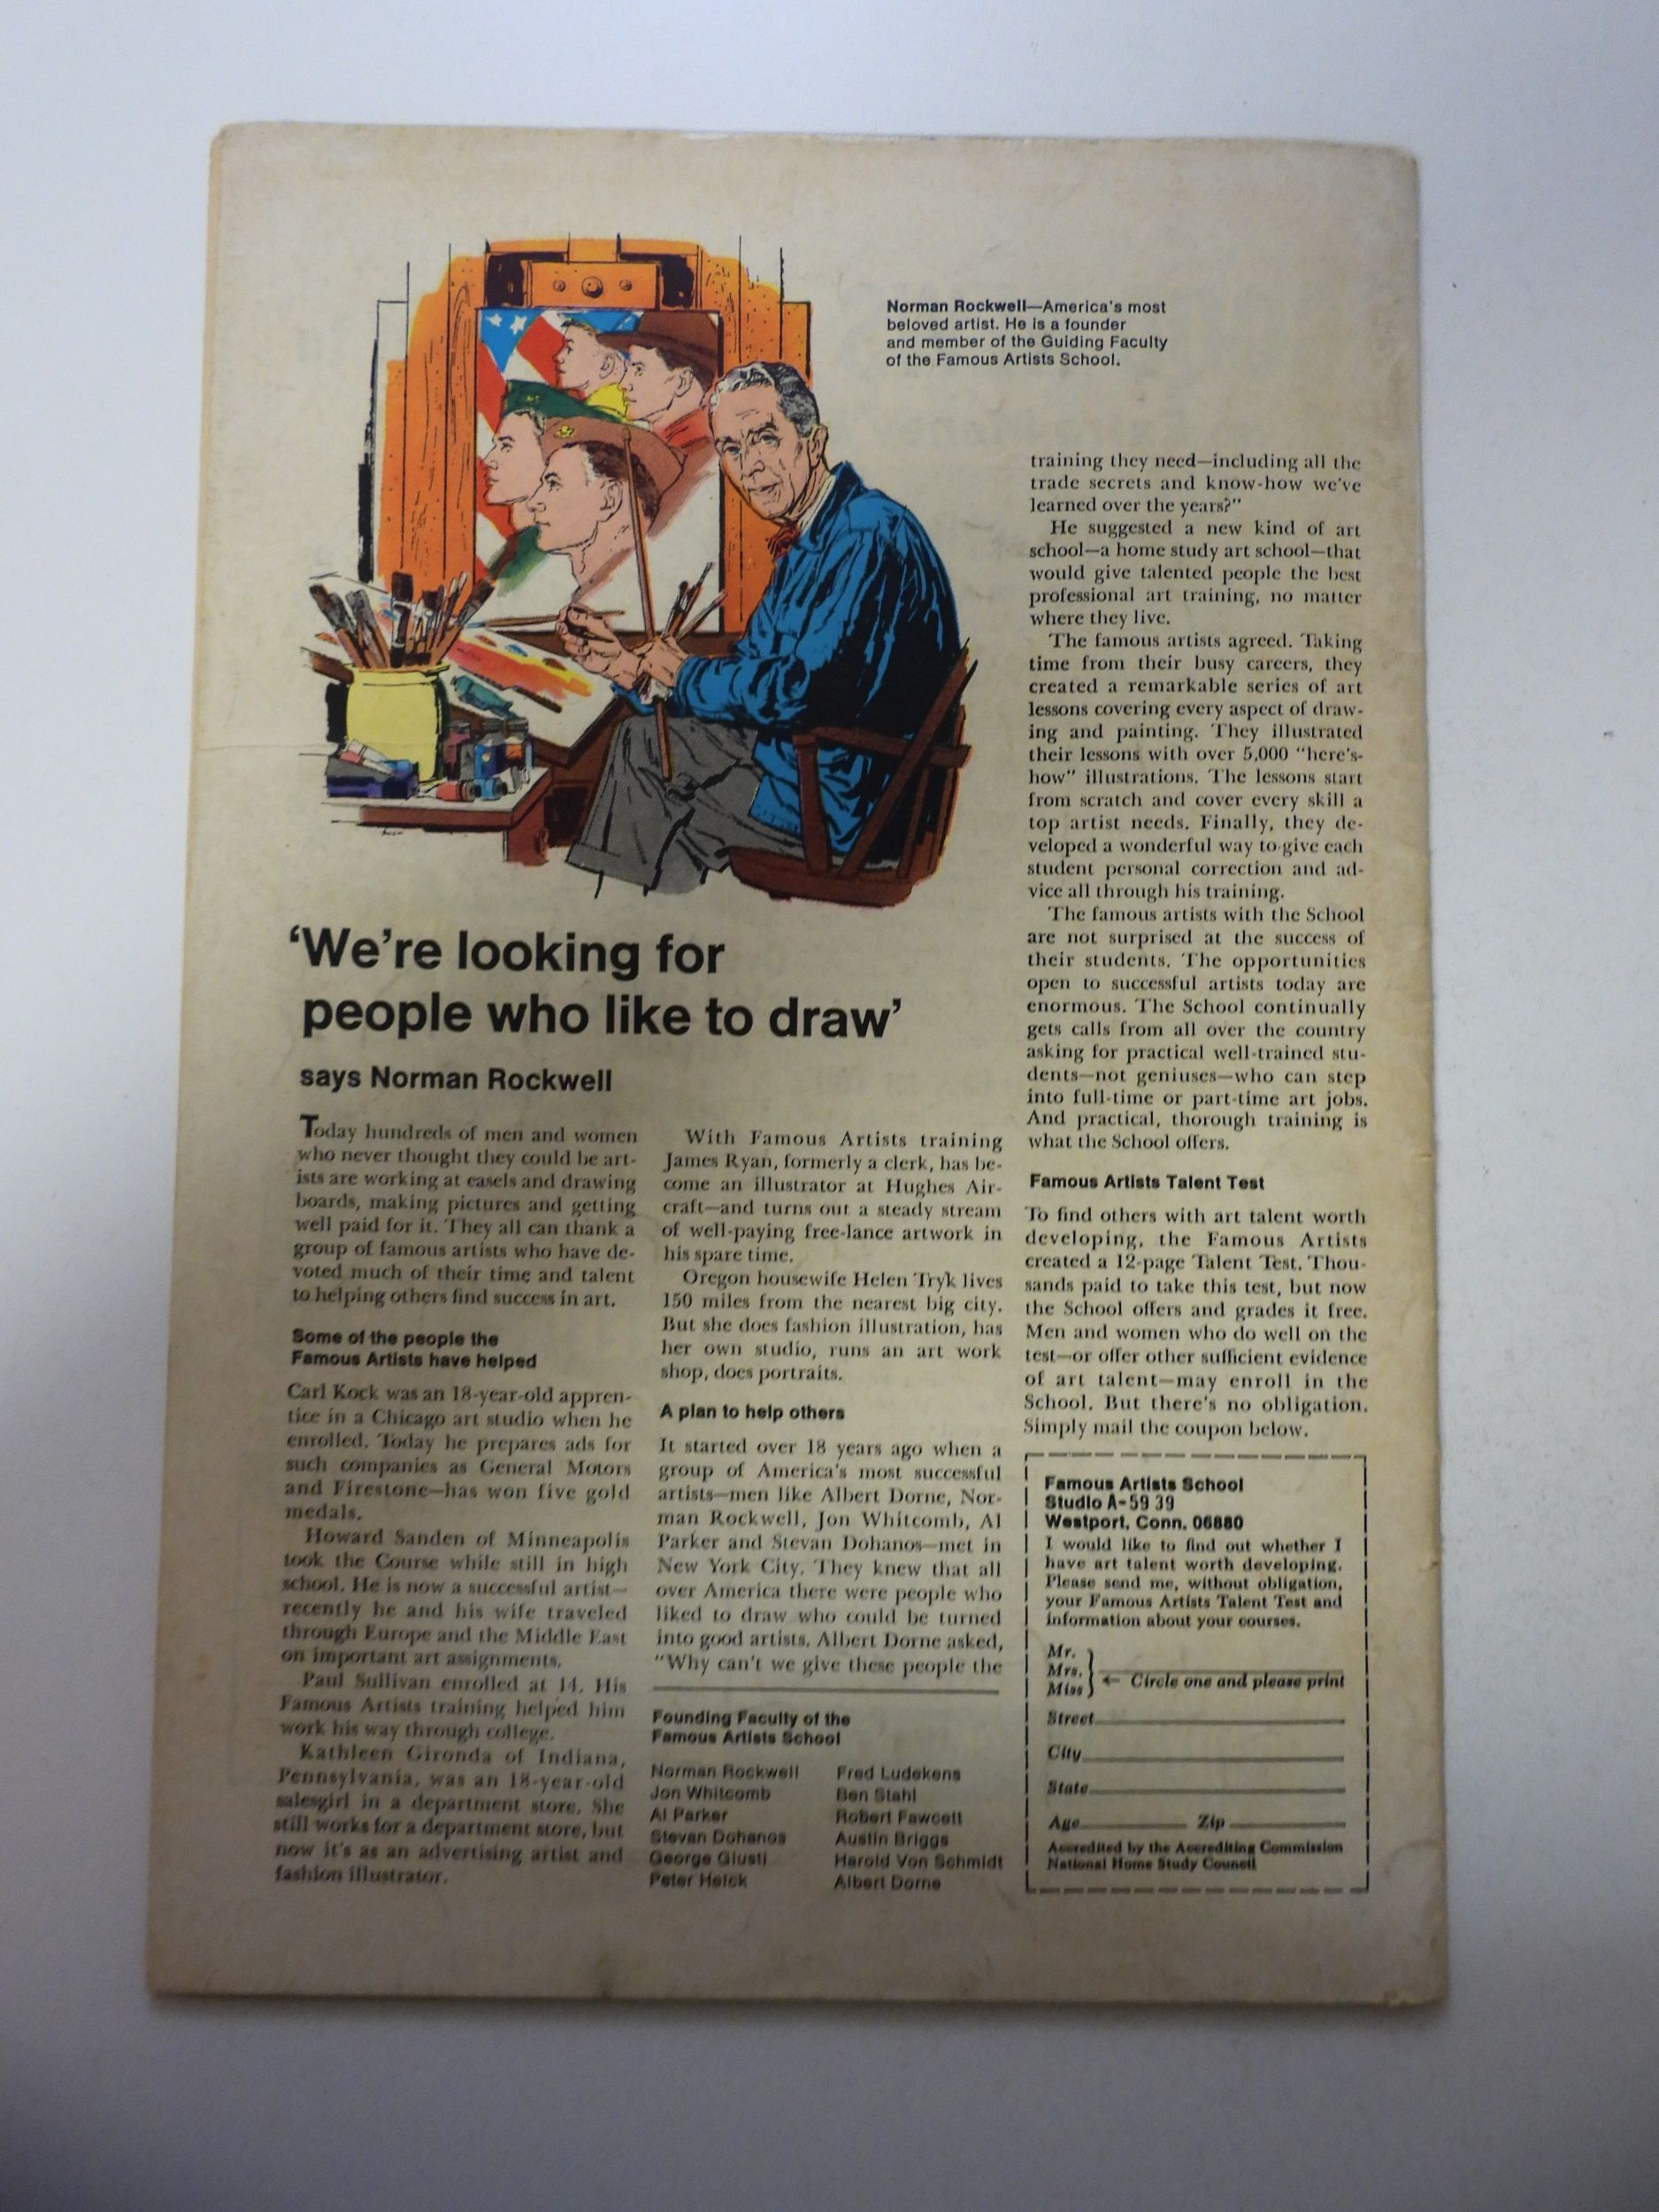 Norman Rockwell—America's most
beloved artist. He is a founder
and member of the Guiding Faculty
of the Famous Artists School.
'We're looking for
people who like to draw'
says Norman Rockwell
Today hundreds of men and women
who never thought they could be art-
ists are working at easels and drawing
boards, making pictures and getting
well paid for it. They all can thank a
group of famous artists who have de-
voted much of their time and talent
to helping others find success in art.
Some of the people the
Famous Artists have helped
Carl Kock was an 18-year-old appren-
tice in a Chicago art studio when he
enrolled. Today he prepares ads for
such companies as General Motors
and Firestone—has won five gold
medals.
Howard Sanden of Minneapolis
took the Course while still in high
school. He is now a successful artist—
recently he and his wife traveled
through Europe and the Middle East
on important art assignments.
Paul Sullivan enrolled at 14. His
Famous Artists training helped him
work his way through college.
Kathleen Gironda of Indiana,
Pennsylvania, was an 18-year-old
salesgirl in a department store. She
still works for a department store, but
now it's as an advertising artist and
fashion illustrator.
With Famous Artists training
James Ryan, formerly a clerk, has be-
come an illustrator at Hughes Air-
craft—and turns out a steady stream
of well-paying free-lance artwork in
his spare time.
Oregon housewife Helen Tryk lives
150 miles from the nearest big city.
But she does fashion illustration, has
her own studio, runs an art work
shop, does portraits.
A plan to help others
It started over 18 years ago when a
group of America's most successful
artists—men like Albert Dorne, Nor-
man Rockwell, Jon Whitcomb, Al
Parker and Stevan Dohanos—met in
New York City. They knew that all
over America there were people who
liked to draw who could be turned
into good artists. Albert Dorne asked,
"Why can't we give these people the
Founding Faculty of the
Famous Artists School
Norman Rockwell
Jon Whitcomb
Al Parker
Stevan Dohanos
George Giusti
Peter Helck
Fred Ludekens
Ben Stahl
Robert Fawcett
Austin Briggs
Harold Von Schmidt
Albert Dorne
training they need—including all the
trade secrets and know-how we've
learned over the years?"
He suggested a new kind of art
school—a home study art school—that
would give talented people the best
professional art training, no matter
where they live.
The famous artists agreed. Taking
time from their busy careers, they
created a remarkable series of art
lessons covering every aspect of draw-
ing and painting. They illustrated
their lessons with over 5,000 "here's-
how" illustrations. The lessons start
from scratch and cover every skill a
top artist needs. Finally, they de-
veloped a wonderful way to give each
student personal correction and ad-
vice all through his training.
The famous artists with the School
are not surprised at the success of
their students. The opportunities
open to successful artists today are
enormous. The School continually
gets calls from all over the country
asking for practical well-trained stu-
dents—not geniuses—who can step
into full-time or part-time art jobs.
And practical, thorough training is
what the School offers.
Famous Artists Talent Test
To find others with art talent worth
developing, the Famous Artists
created a 12-page Talent Test. Thou-
sands paid to take this test, but now
the School offers and grades it free.
Men and women who do well on the
test—or offer other sufficient evidence
of art talent—may enroll in the
School. But there's no obligation.
Simply mail the coupon below.
Famous Artists School
Studio A-59 39
Westport, Conn. 06880
I would like to find out whether I
have art talent worth developing.
Please send me, without obligation,
your Famous Artists Talent Test and
information about your courses.
Mr.
Mrs.
Miss
← Circle one and please print
Street
City
State
Age Zip
Accredited by the Accrediting Commission
National Home Study Council